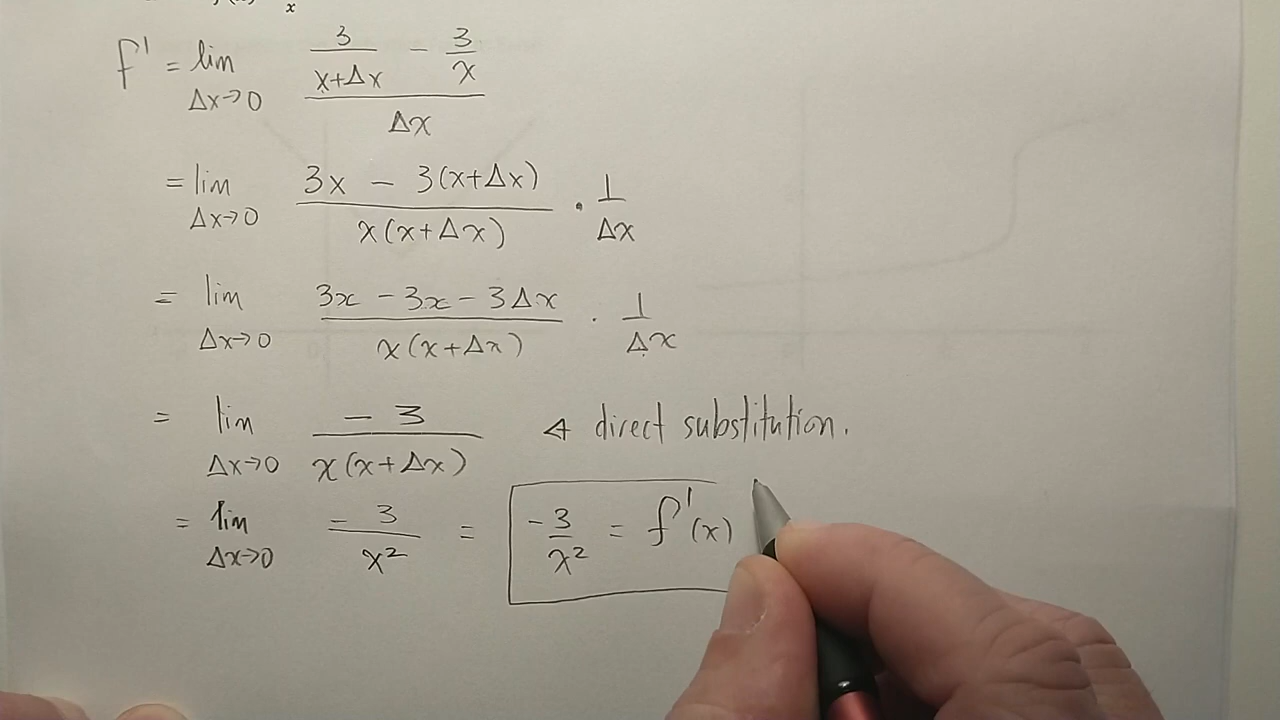 x
f' = lim Δx→0 (3/(x+Δx) - 3/x)/Δx
= lim Δx→0 (3x - 3(x+Δx))/(x(x+Δx)) · 1/Δx
= lim Δx→0 (3x - 3x - 3Δx)/(x(x+Δx)) · 1/Δx
= lim Δx→0 -3/(x(x+Δx)) ∢ direct substitution.
= lim Δx→0 -3/x² = -3/x² = f'(x)